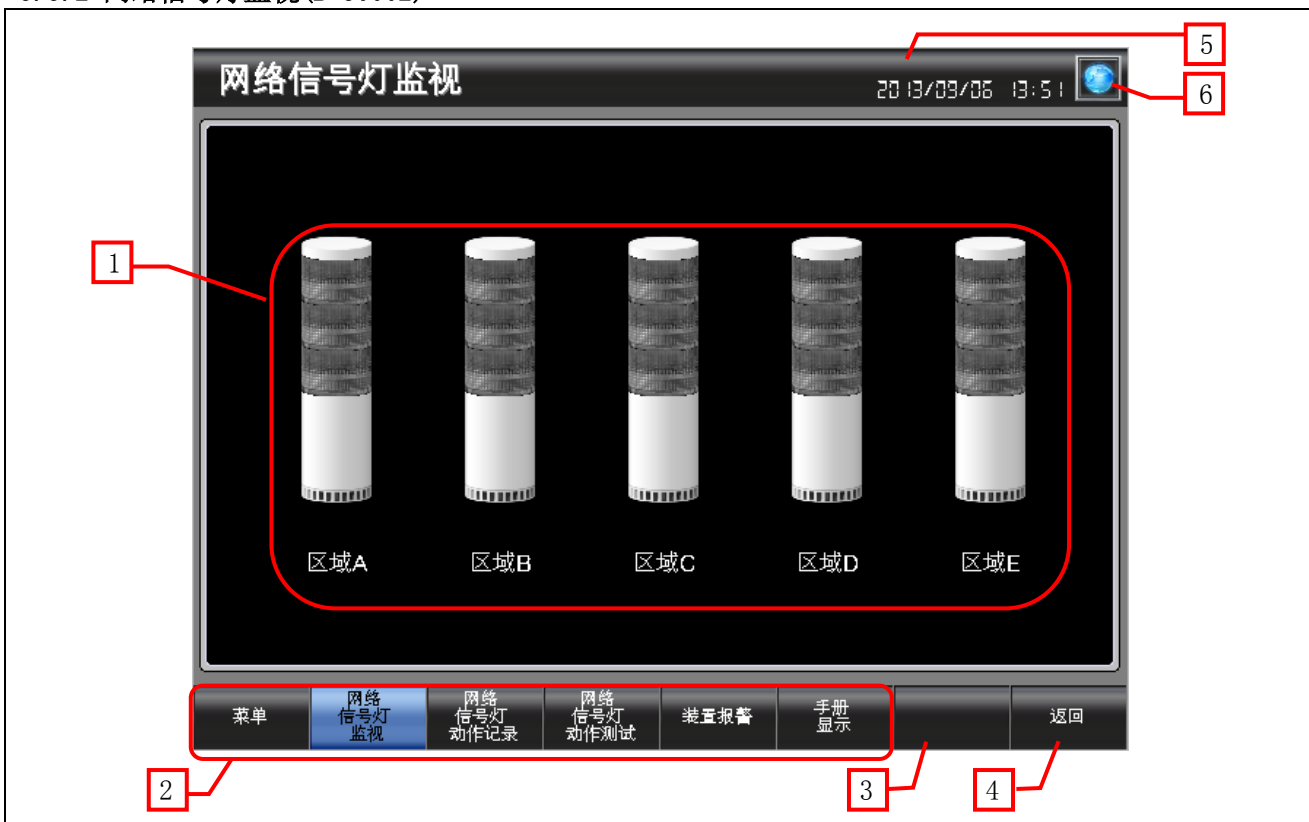 5
网络信号灯监视
2013/09/06 13:51
6
1
区域A 区域B 区域C 区域D 区域E
菜单
网络
信号灯
监视
网络
信号灯
动作记录
网络
信号灯
动作测试
装置报警
手册
显示
返回
2
3
4